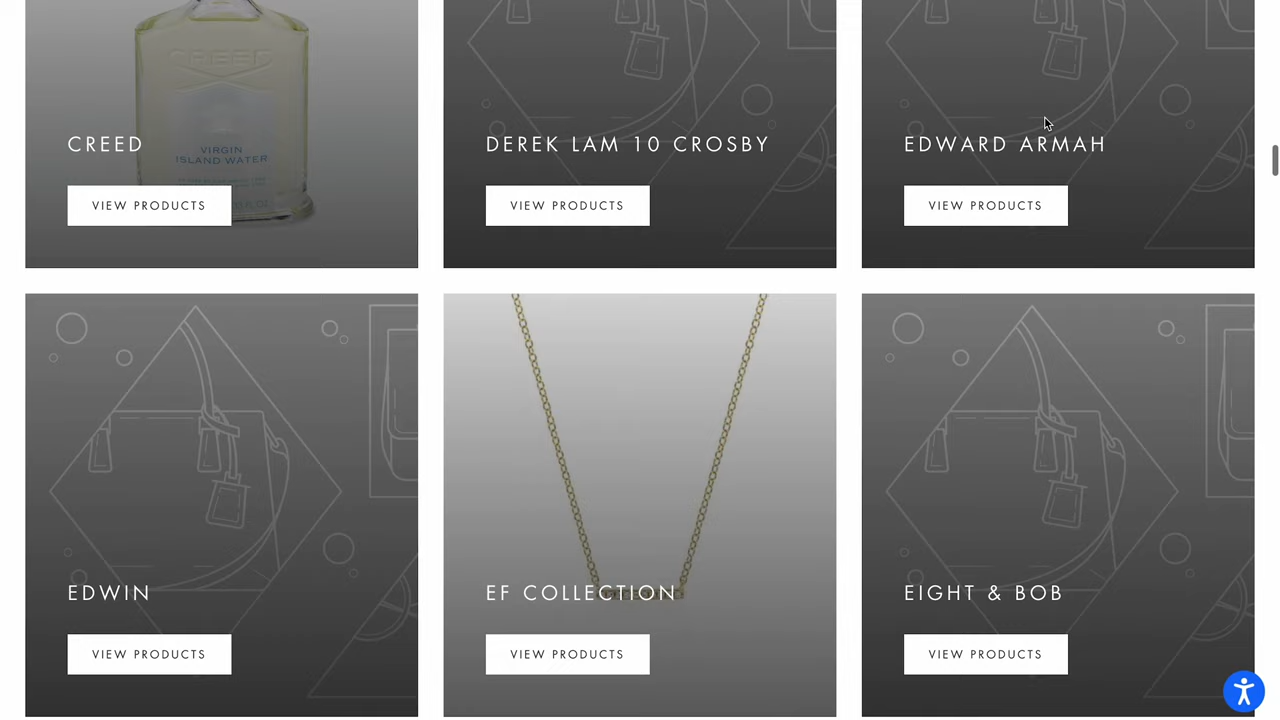 CREED
VIRGIN
ISLAND WATER
CREED
VIEW PRODUCTS
DEREK LAM 10 CROSBY
VIEW PRODUCTS
EDWARD ARMAH
VIEW PRODUCTS
EDWIN
VIEW PRODUCTS
EF COLLECTION
VIEW PRODUCTS
EIGHT & BOB
VIEW PRODUCTS